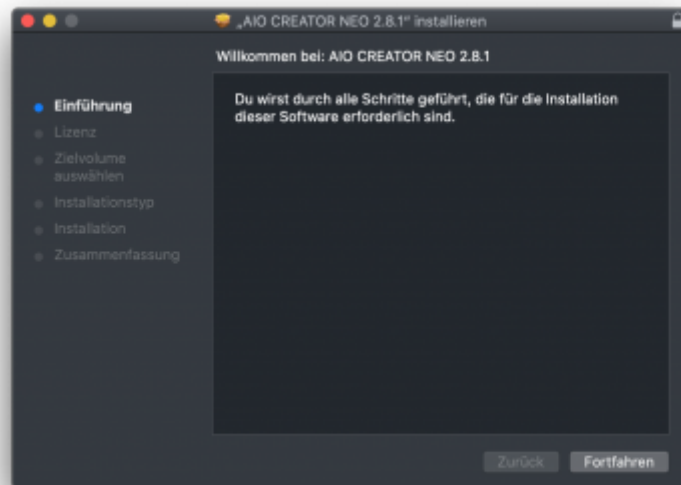 „AIO CREATOR NEO 2.8.1“ installieren
Willkommen bei: AIO CREATOR NEO 2.8.1
Einführung
Lizenz
Zielvolume
auswählen
Installationstyp
Installation
Zusammenfassung
Du wirst durch alle Schritte geführt, die für die Installation
dieser Software erforderlich sind.
Zurück
Fortfahren